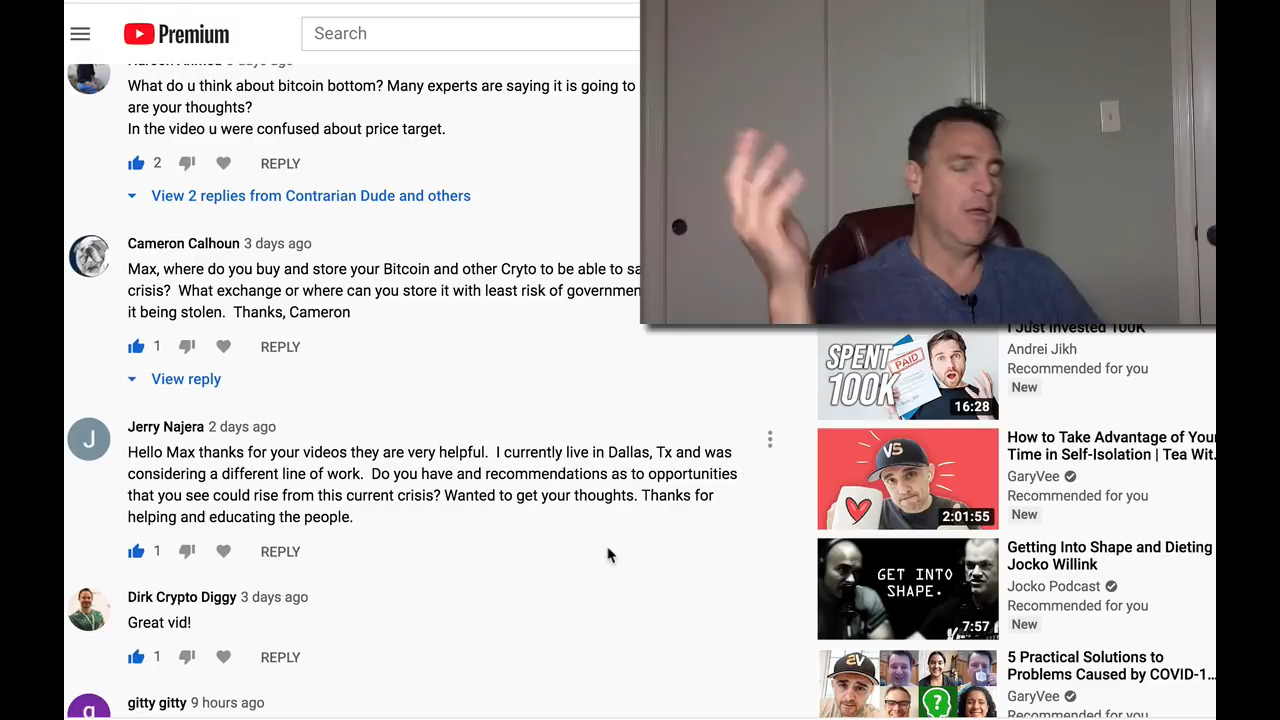 Premium
Search
What do u think about bitcoin bottom? Many experts are saying it is going to
are your thoughts?
In the video u were confused about price target.
2
REPLY
View 2 replies from Contrarian Dude and others
Cameron Calhoun 3 days ago
Max, where do you buy and store your Bitcoin and other Cryto to be able to sa
crisis? What exchange or where can you store it with least risk of governmen
it being stolen. Thanks, Cameron
1
REPLY
View reply
Jerry Najera 2 days ago
Hello Max thanks for your videos they are very helpful. I currently live in Dallas, Tx and was
considering a different line of work. Do you have and recommendations as to opportunities
that you see could rise from this current crisis? Wanted to get your thoughts. Thanks for
helping and educating the people.
1
REPLY
Dirk Crypto Diggy 3 days ago
Great vid!
1
REPLY
g
gitty gitty 9 hours ago
J
SPENT
100K
PAID
16:28
I Just Invested 100K
Andrei Jikh
Recommended for you
New
V5
2:01:55
How to Take Advantage of Your
Time in Self-Isolation | Tea Wit...
GaryVee
Recommended for you
New
GET INTO
SHAPE.
7:57
Getting Into Shape and Dieting
Jocko Willink
Jocko Podcast
Recommended for you
New
5 Practical Solutions to
Problems Caused by COVID-1...
GaryVee
Recommended for you